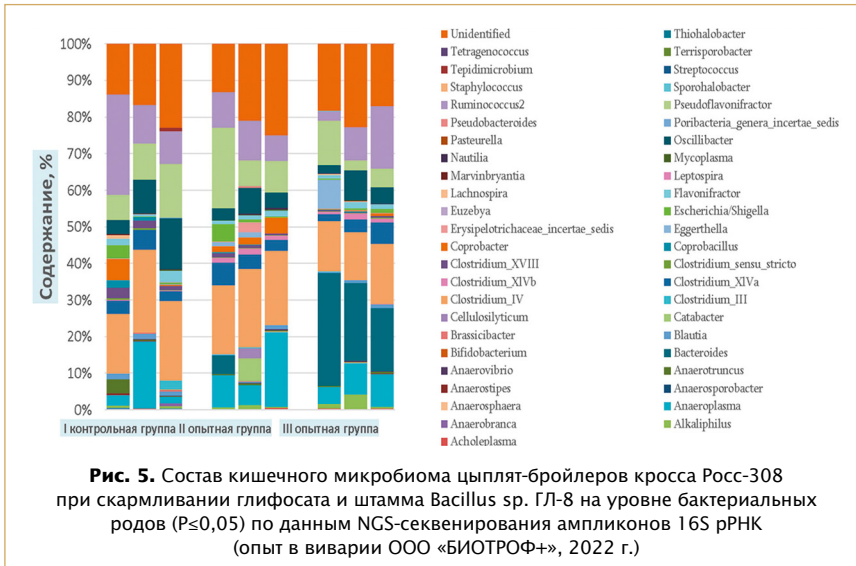 Содержание, %
100%
90%
80%
70%
60%
50%
40%
30%
20%
10%
0%
I контрольная группа II опытная группа III опытная группа
Unidentified Thiohalobacter
Tetragenococcus Terrisporobacter
Tepidimicrobium Streptococcus
Staphylococcus Sporohalobacter
Ruminococcus2 Pseudoflavonifractor
Pseudobacteroides Poribacteria_genera_incertae_sedis
Pasteurella Oscillibacter
Nautilia Mycoplasma
Marvinbryantia Leptospira
Lachnospira Flavonifractor
Euzebya Escherichia/Shigella
Erysipelotrichaceae_incertae_sedis Eggerthella
Coprobacter Coprobacillus
Clostridium_XVIII Clostridium_sensu_stricto
Clostridium_XIVb Clostridium_XIVa
Clostridium_IV Clostridium_III
Cellulosilyticum Catabacter
Brassicibacter Blautia
Bifidobacterium Bacteroides
Anaerovibrio Anaerotruncus
Anaerostipes Anaerosporobacter
Anaerosphaera Anaeroplasma
Anaerobranca Alkaliphilus
Acholeplasma
Рис. 5. Состав кишечного микробиома цыплят-бройлеров кросса Росс-308
при скармливании глифосата и штамма Bacillus sp. ГЛ-8 на уровне бактериальных
родов (P≤0,05) по данным NGS-секвенирования ампликонов 16S рРНК
(опыт в виварии ООО «БИОТРОФ+», 2022 г.)